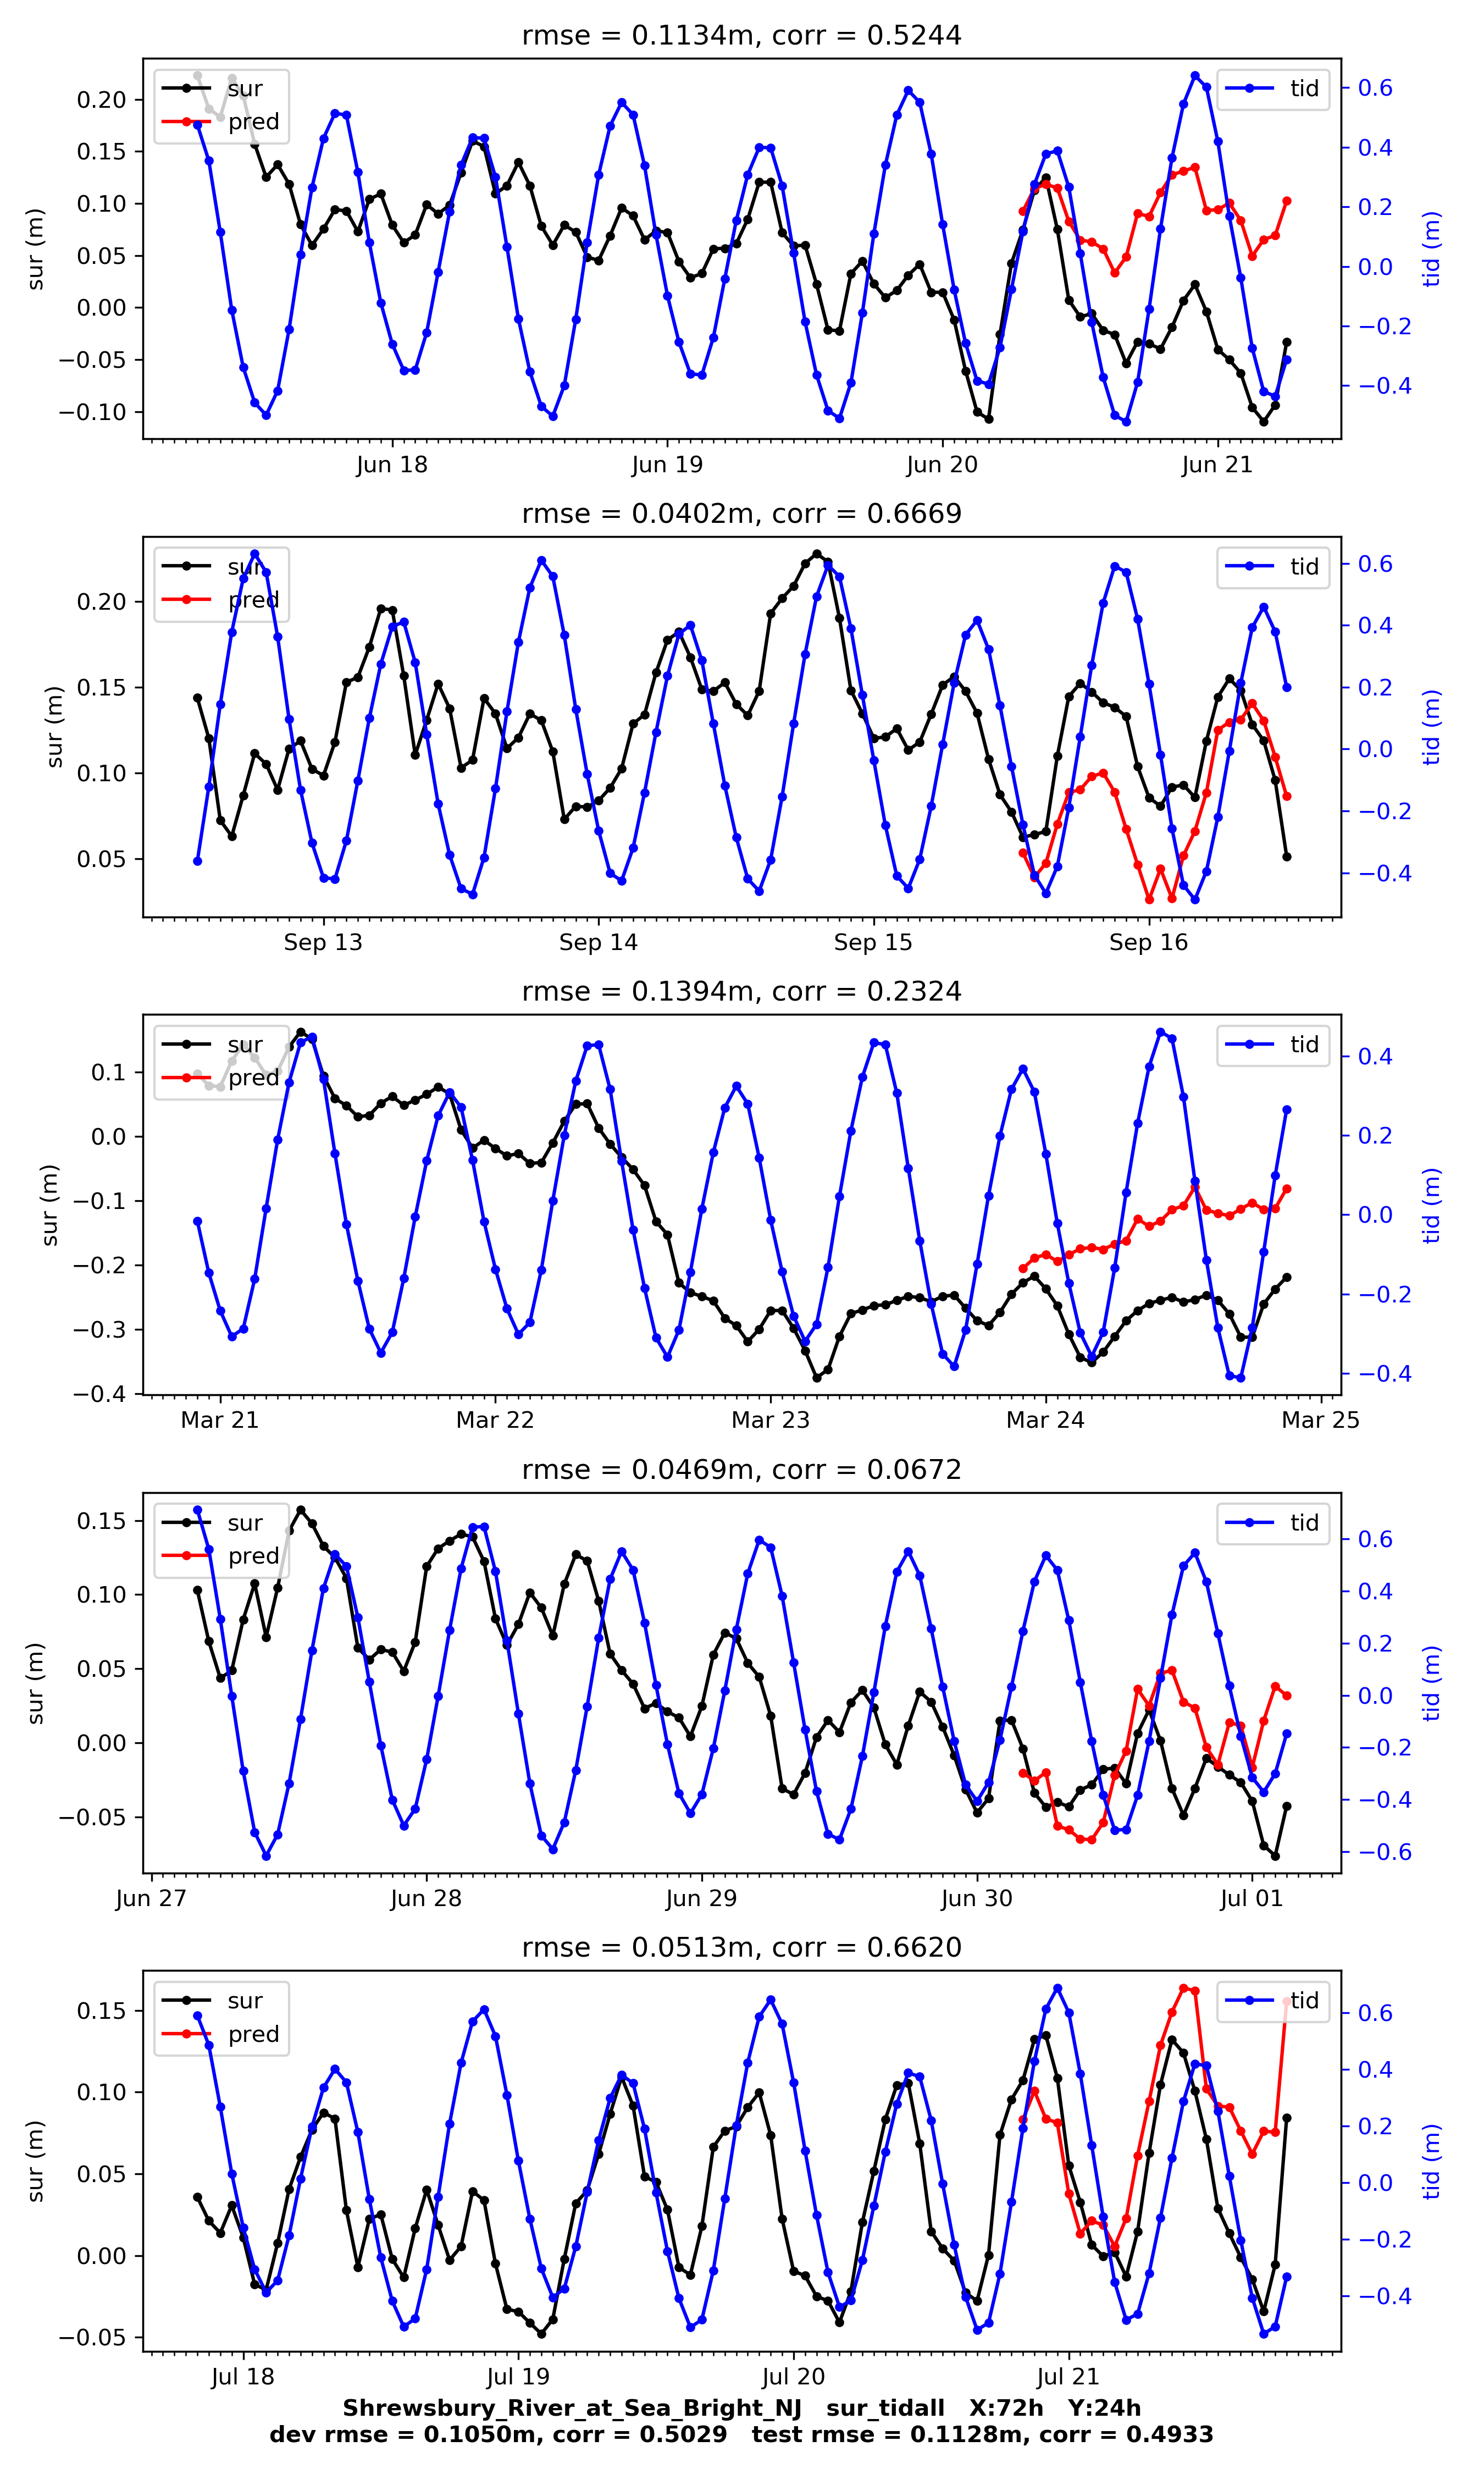 rmse = 0.1134m, corr = 0.5244
sur
pred
tid
0.20
0.15
0.10
0.05
0.00
−0.05
−0.10
sur (m)
0.6
0.4
0.2
0.0
−0.2
−0.4
tid (m)
Jun 18 Jun 19 Jun 20 Jun 21
rmse = 0.0402m, corr = 0.6669
sur
pred
tid
0.20
0.15
0.10
0.05
sur (m)
0.6
0.4
0.2
0.0
−0.2
−0.4
tid (m)
Sep 13 Sep 14 Sep 15 Sep 16
rmse = 0.1394m, corr = 0.2324
sur
pred
tid
0.1
0.0
−0.1
−0.2
−0.3
−0.4
sur (m)
0.4
0.2
0.0
−0.2
−0.4
tid (m)
Mar 21 Mar 22 Mar 23 Mar 24 Mar 25
rmse = 0.0469m, corr = 0.0672
sur
pred
tid
0.15
0.10
0.05
0.00
−0.05
sur (m)
0.6
0.4
0.2
0.0
−0.2
−0.4
−0.6
tid (m)
Jun 27 Jun 28 Jun 29 Jun 30 Jul 01
rmse = 0.0513m, corr = 0.6620
sur
pred
tid
0.15
0.10
0.05
0.00
−0.05
sur (m)
0.6
0.4
0.2
0.0
−0.2
−0.4
tid (m)
Jul 18 Jul 19 Jul 20 Jul 21
Shrewsbury_River_at_Sea_Bright_NJ sur_tidall X:72h Y:24h
dev rmse = 0.1050m, corr = 0.5029 test rmse = 0.1128m, corr = 0.4933